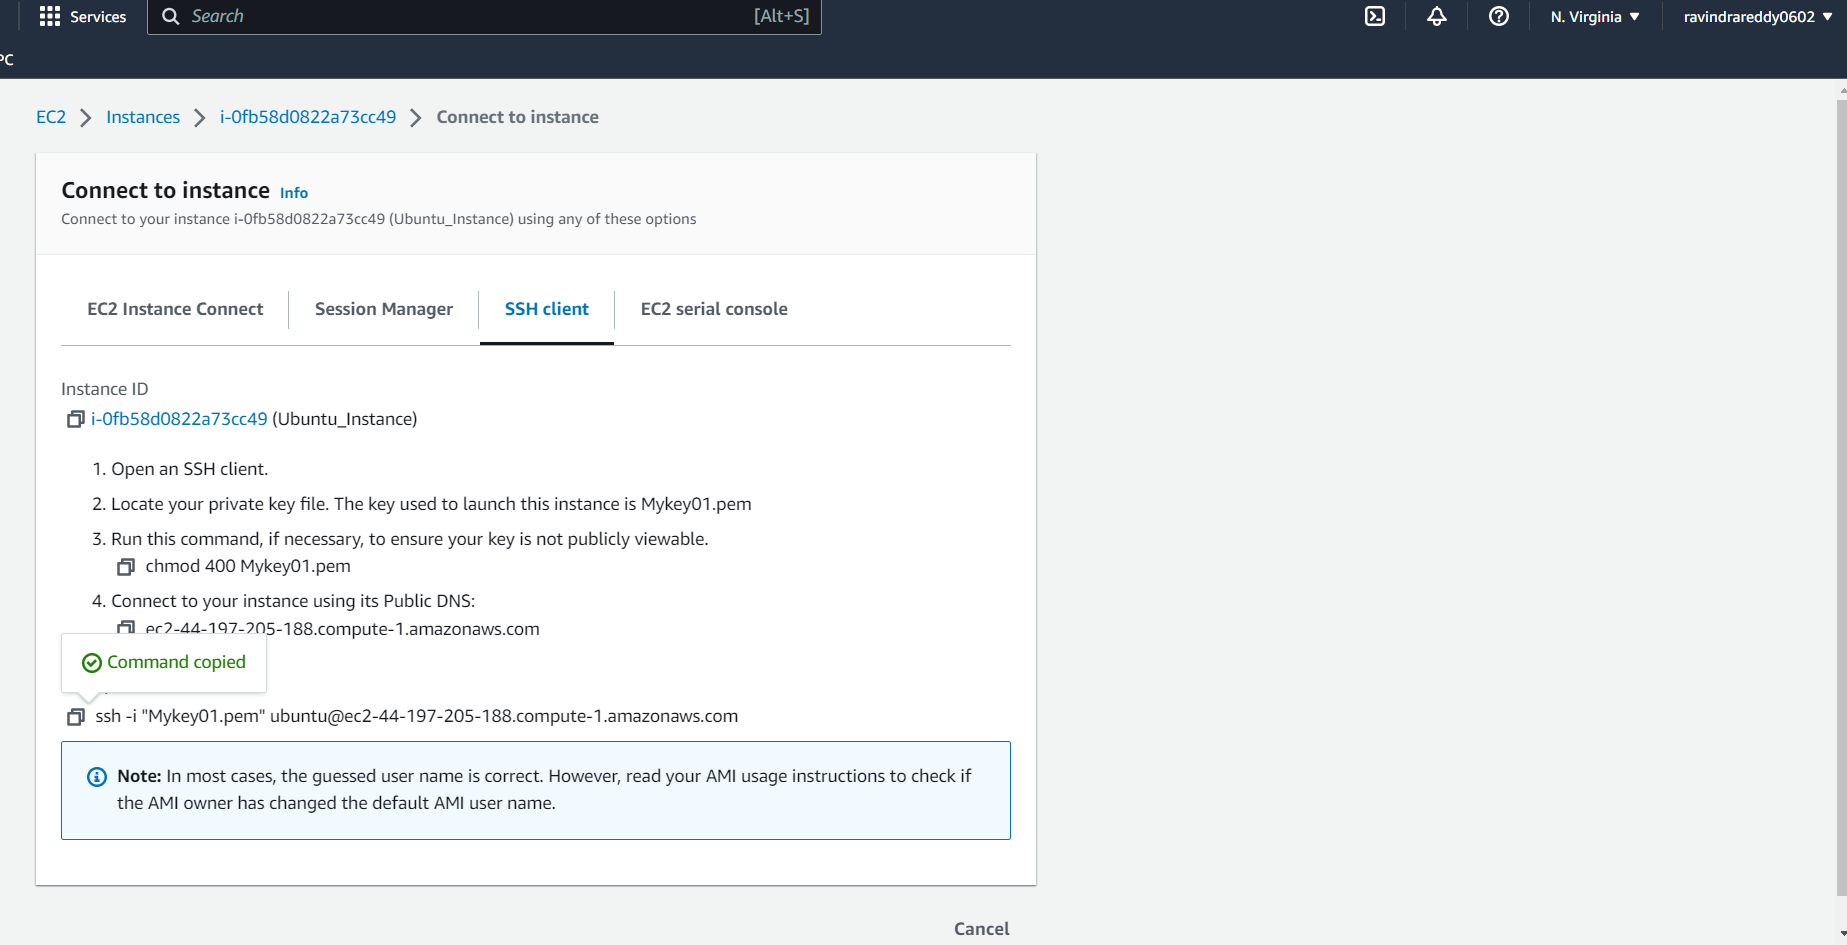 Services
Search [Alt+S]
N. Virginia ▼
ravindrareddy0602 ▼
PC
EC2 > Instances > i-0fb58d0822a73cc49 > Connect to instance
Connect to instance Info
Connect to your instance i-0fb58d0822a73cc49 (Ubuntu_Instance) using any of these options
EC2 Instance Connect
Session Manager
SSH client
EC2 serial console
Instance ID
i-0fb58d0822a73cc49 (Ubuntu_Instance)
1. Open an SSH client.
2. Locate your private key file. The key used to launch this instance is Mykey01.pem
3. Run this command, if necessary, to ensure your key is not publicly viewable.
chmod 400 Mykey01.pem
4. Connect to your instance using its Public DNS:
ec2-44-197-205-188.compute-1.amazonaws.com
Command copied
ssh -i "Mykey01.pem" ubuntu@ec2-44-197-205-188.compute-1.amazonaws.com
Note: In most cases, the guessed user name is correct. However, read your AMI usage instructions to check if
the AMI owner has changed the default AMI user name.
Cancel